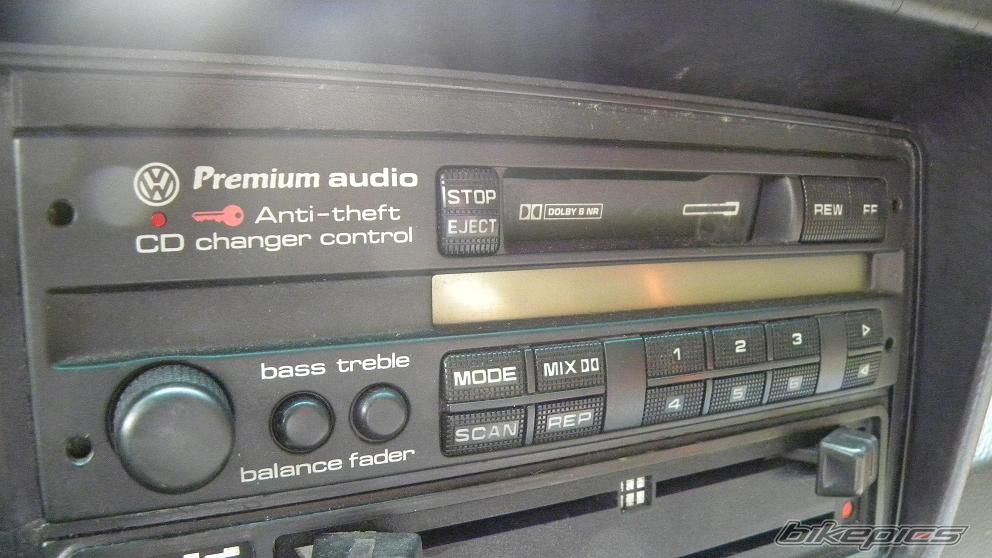 Premium audio
Anti-theft
CD changer control
STOP
EJECT
DOLBY B NR
REW FF
bass treble
balance fader
MODE MIX 1 2 3
SCAN REP 4 5 6
bikepics